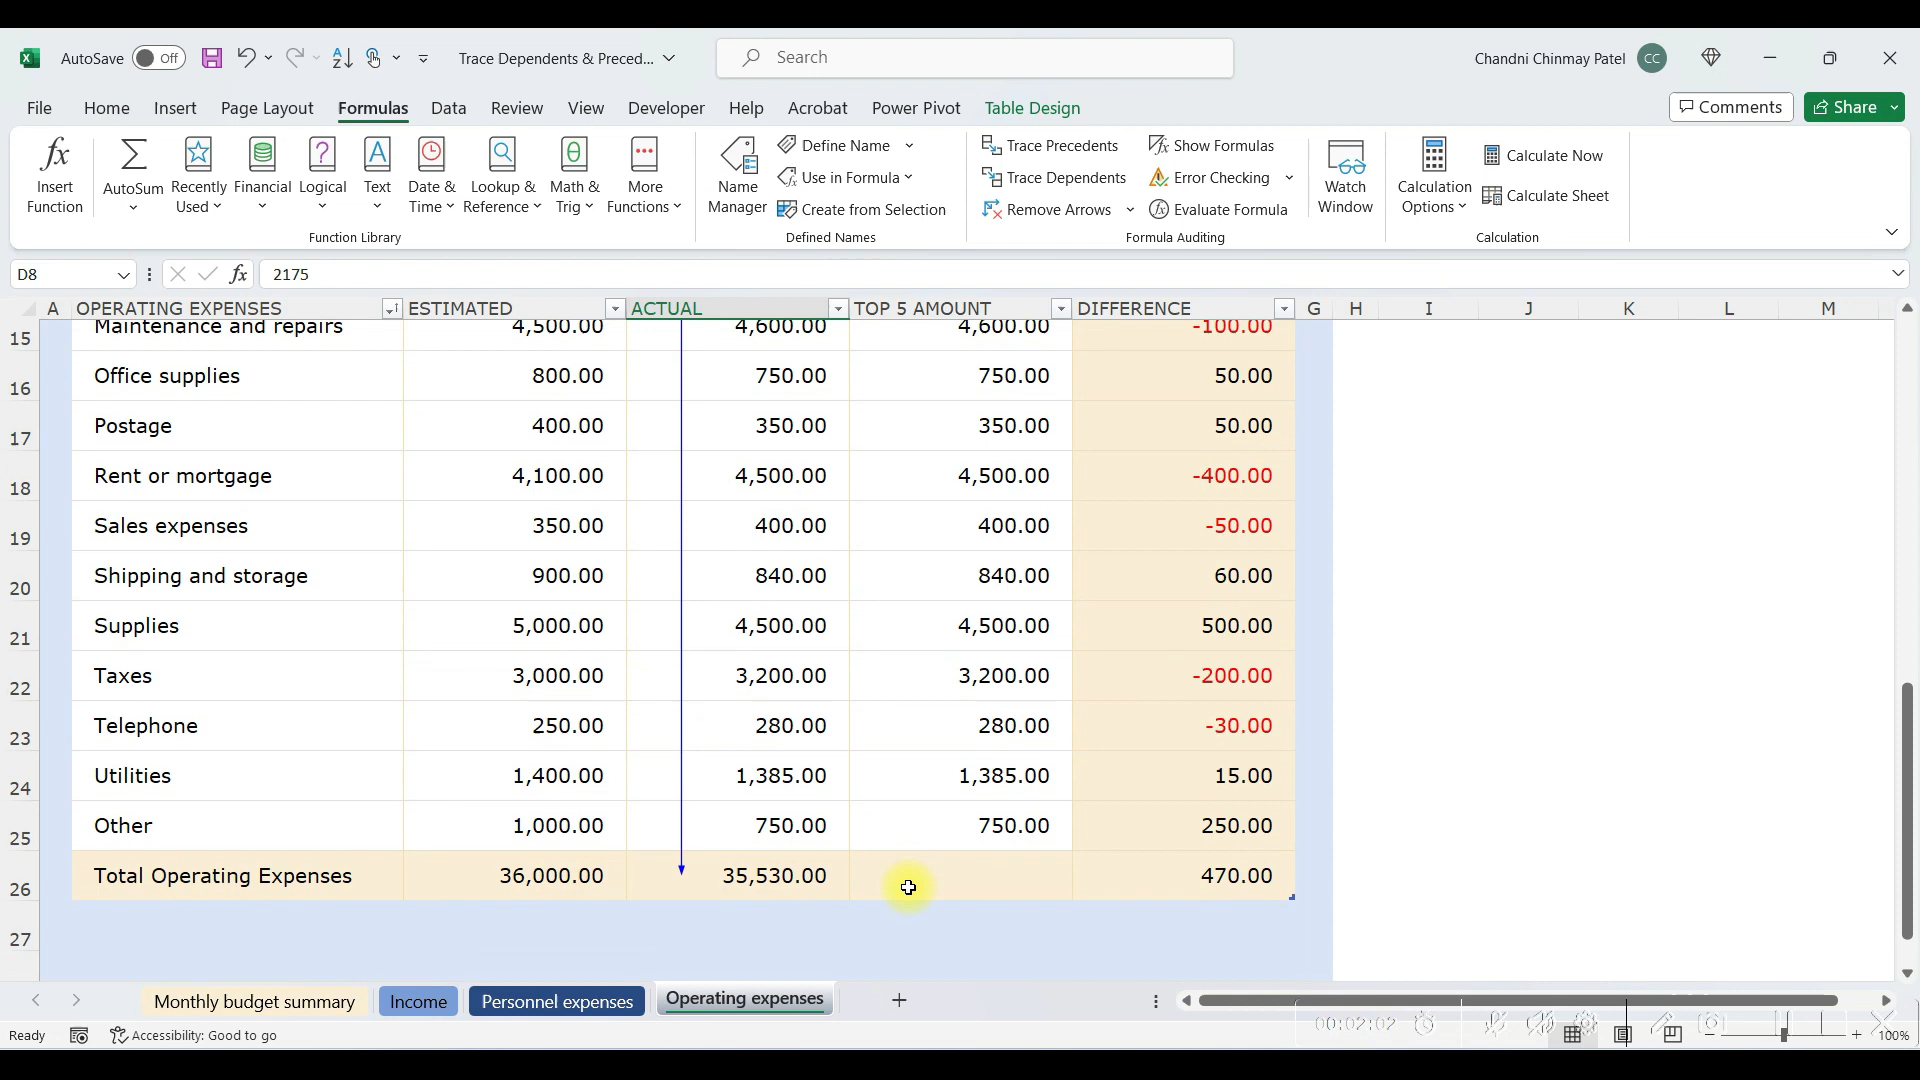 AutoSave Off Trace Dependents & Preced... Search Chandni Chinmay Patel CC
File Home Insert Page Layout Formulas Data Review View Developer Help Acrobat Power Pivot Table Design Comments Share
Insert Function
AutoSum
Recently Used
Financial
Logical
Text
Date & Time
Lookup & Reference
Math & Trig
More Functions
Function Library
Name Manager
Define Name
Use in Formula
Create from Selection
Defined Names
Trace Precedents
Trace Dependents
Remove Arrows
Show Formulas
Error Checking
Evaluate Formula
Formula Auditing
Watch Window
Calculation Options
Calculate Now
Calculate Sheet
Calculation
D8 fx 2175
A OPERATING EXPENSES ESTIMATED ACTUAL TOP 5 AMOUNT DIFFERENCE G H I J K L M
15 Maintenance and repairs 4,500.00 4,600.00 4,600.00 -100.00
16 Office supplies 800.00 750.00 750.00 50.00
17 Postage 400.00 350.00 350.00 50.00
18 Rent or mortgage 4,100.00 4,500.00 4,500.00 -400.00
19 Sales expenses 350.00 400.00 400.00 -50.00
20 Shipping and storage 900.00 840.00 840.00 60.00
21 Supplies 5,000.00 4,500.00 4,500.00 500.00
22 Taxes 3,000.00 3,200.00 3,200.00 -200.00
23 Telephone 250.00 280.00 280.00 -30.00
24 Utilities 1,400.00 1,385.00 1,385.00 15.00
25 Other 1,000.00 750.00 750.00 250.00
26 Total Operating Expenses 36,000.00 35,530.00 470.00
27
Monthly budget summary Income Personnel expenses Operating expenses
Ready Accessibility: Good to go 00:02:02 100%